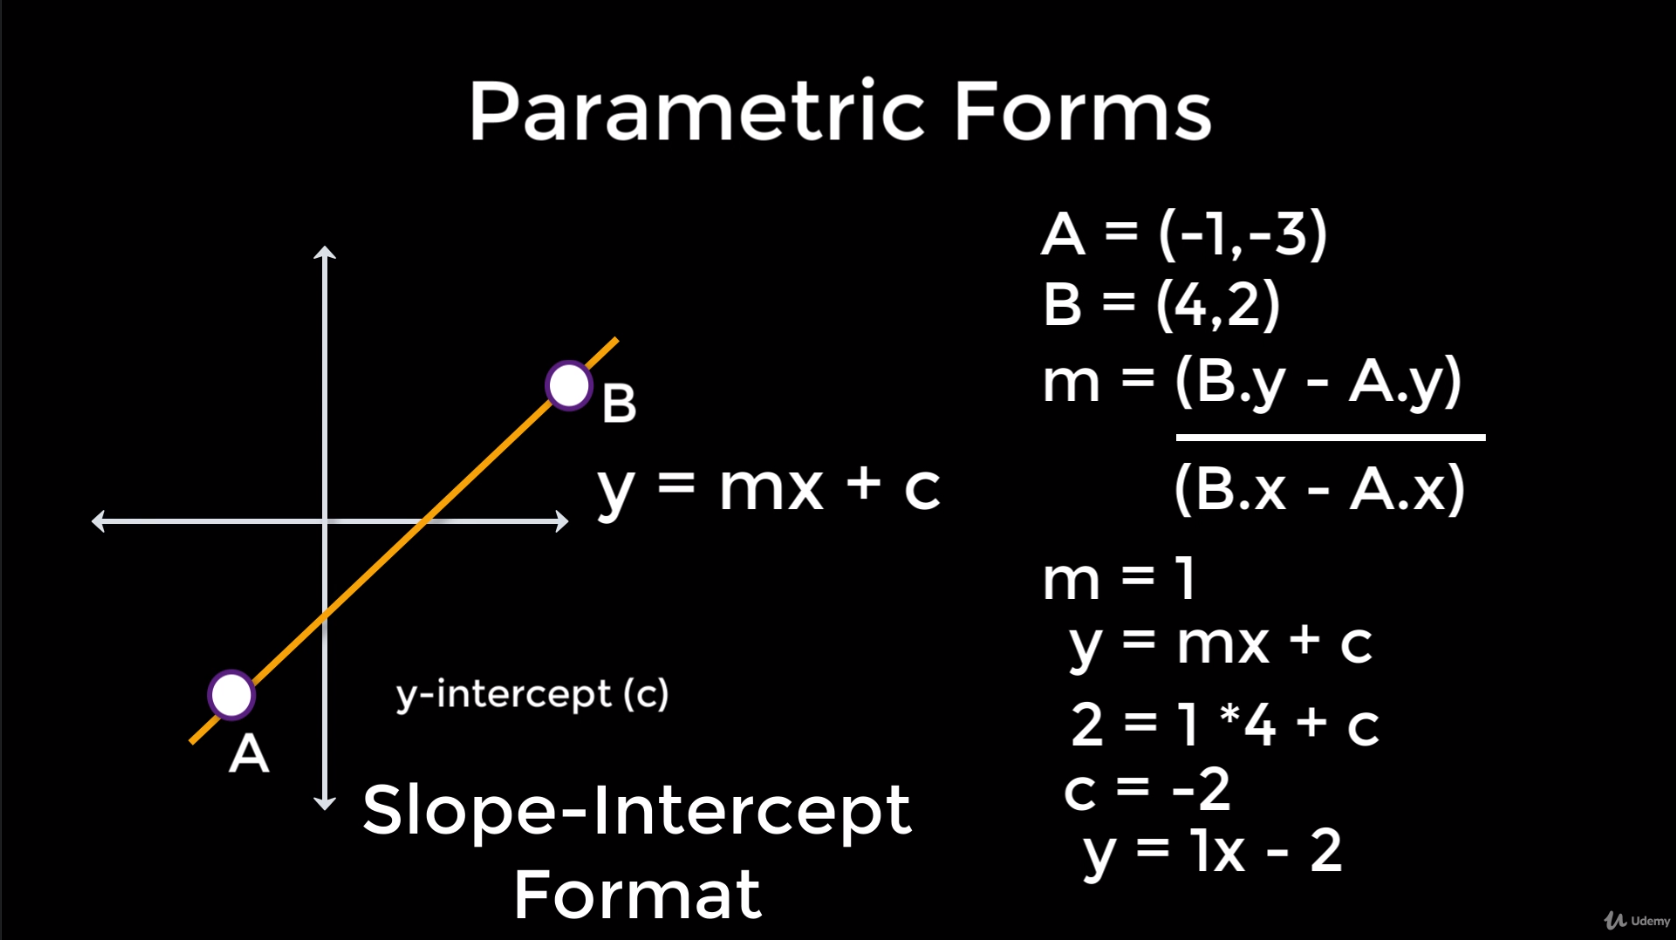 Parametric Forms
A = (-1,-3)
B = (4,2)
m = (B.y - A.y)
(B.x - A.x)
m = 1
y = mx + c
2 = 1 *4 + c
c = -2
y = 1x - 2
B
y = mx + c
y-intercept (c)
A
Slope-Intercept
Format
Udemy